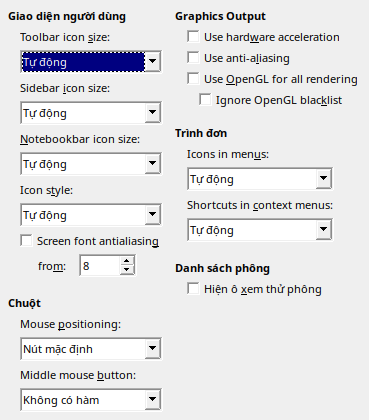 Giao diện người dùng
Toolbar icon size:
Tự động
Sidebar icon size:
Tự động
Notebookbar icon size:
Tự động
Icon style:
Tự động
Screen font antialiasing
from: 8
Chuột
Mouse positioning:
Nút mặc định
Middle mouse button:
Không có hàm
Graphics Output
Use hardware acceleration
Use anti-aliasing
Use OpenGL for all rendering
Ignore OpenGL blacklist
Trình đơn
Icons in menus:
Tự động
Shortcuts in context menus:
Tự động
Danh sách phông
Hiện ô xem thử phông